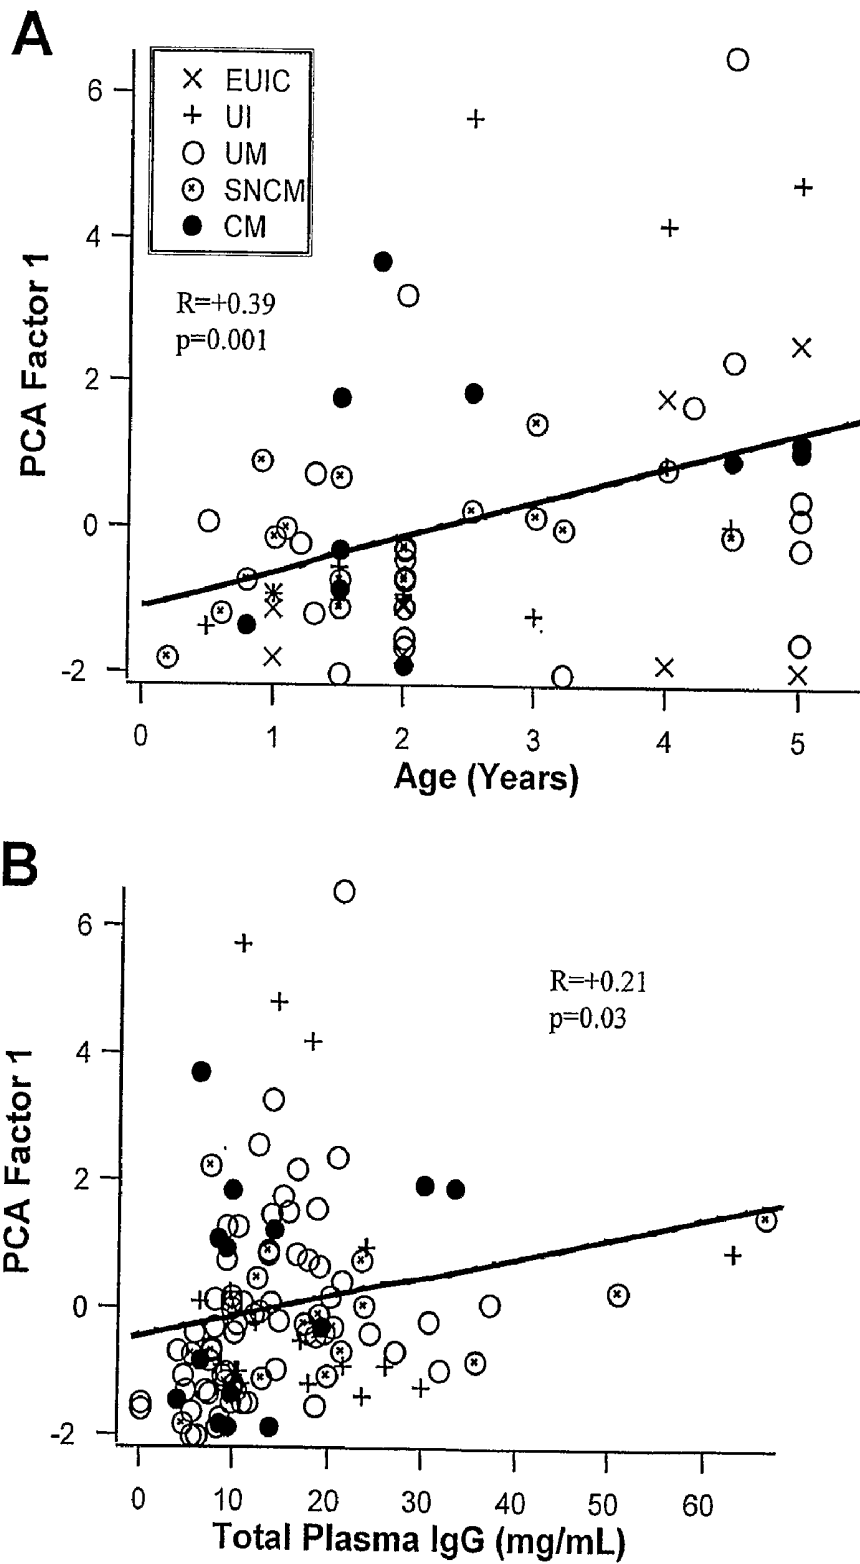 A
EUIC
UI
UM
SNCM
CM
R=+0.39
p=0.001
PCA Factor 1
6
4
2
0
-2
0 1 2 3 4 5
Age (Years)
B
R=+0.21
p=0.03
PCA Factor 1
6
4
2
0
-2
0 10 20 30 40 50 60
Total Plasma IgG (mg/mL)